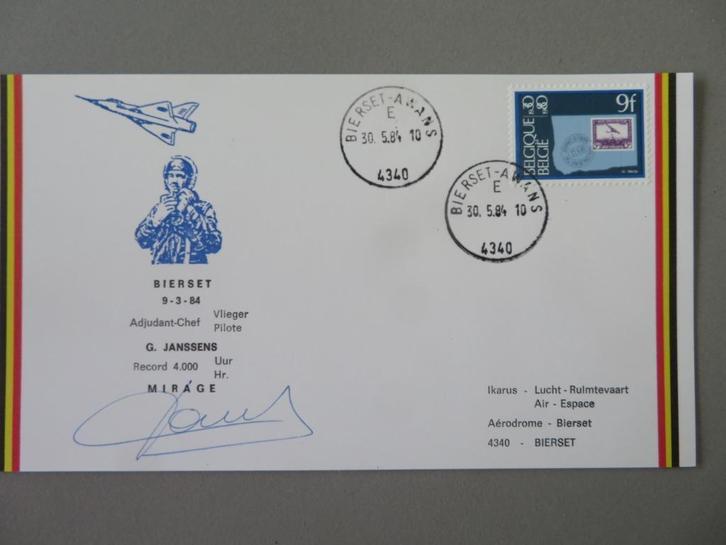 BIERSET
9-3-84
Adjudant-Chef Vlieger Pilote
G. JANSSENS
Record 4.000 Uur Hr.
MIRAGE
BIERSET-AWANS
E
30. 5.84 10
4340
BIERSET-AWANS
E
30. 5.84 10
4340
BELGIQUE
BELGIË
9f
Ikarus - Lucht-Ruimtevaart
Air - Espace
Aérodrome - Bierset
4340 - BIERSET